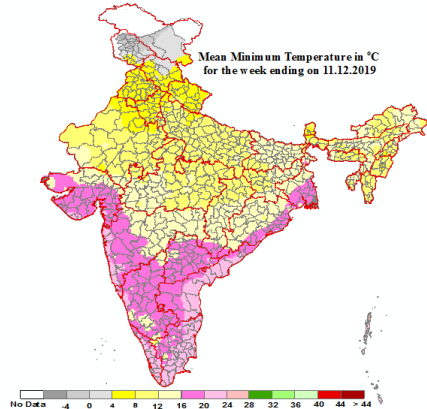 Mean Minimum Temperature in °C
for the week ending on 11.12.2019
No Data -4 0 4 8 12 16 20 24 28 32 36 40 44 > 44